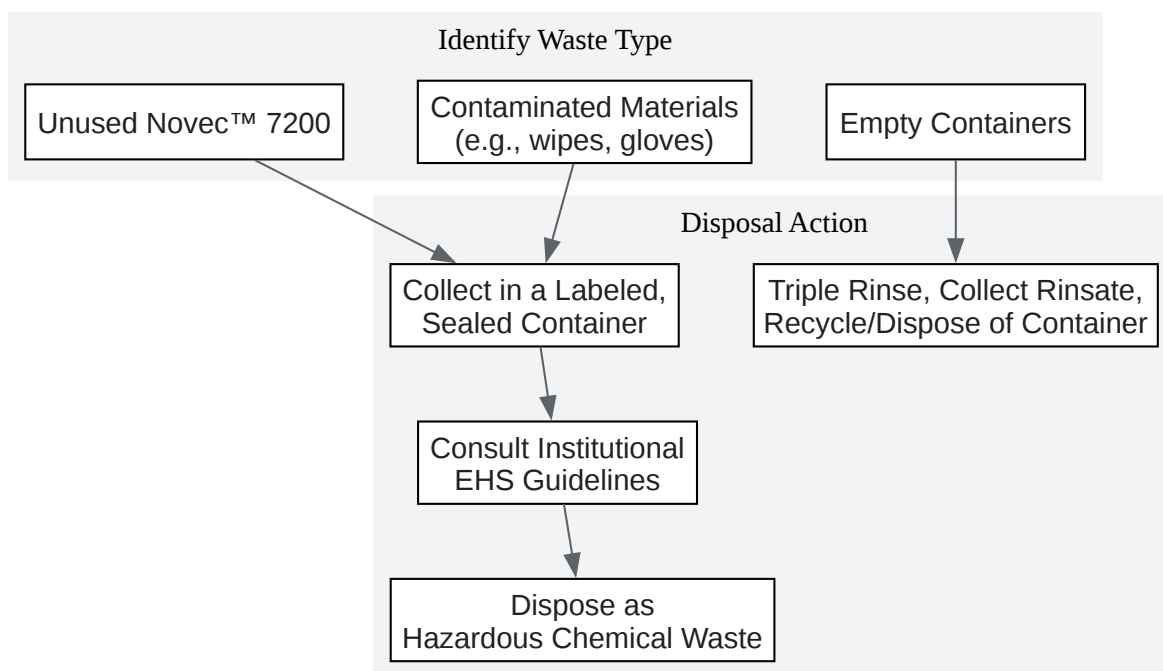 Identify Waste Type
Unused Novec™ 7200
Contaminated Materials
(e.g., wipes, gloves)
Empty Containers
Disposal Action
Collect in a Labeled,
Sealed Container
Triple Rinse, Collect Rinsate,
Recycle/Dispose of Container
Consult Institutional
EHS Guidelines
Dispose as
Hazardous Chemical Waste